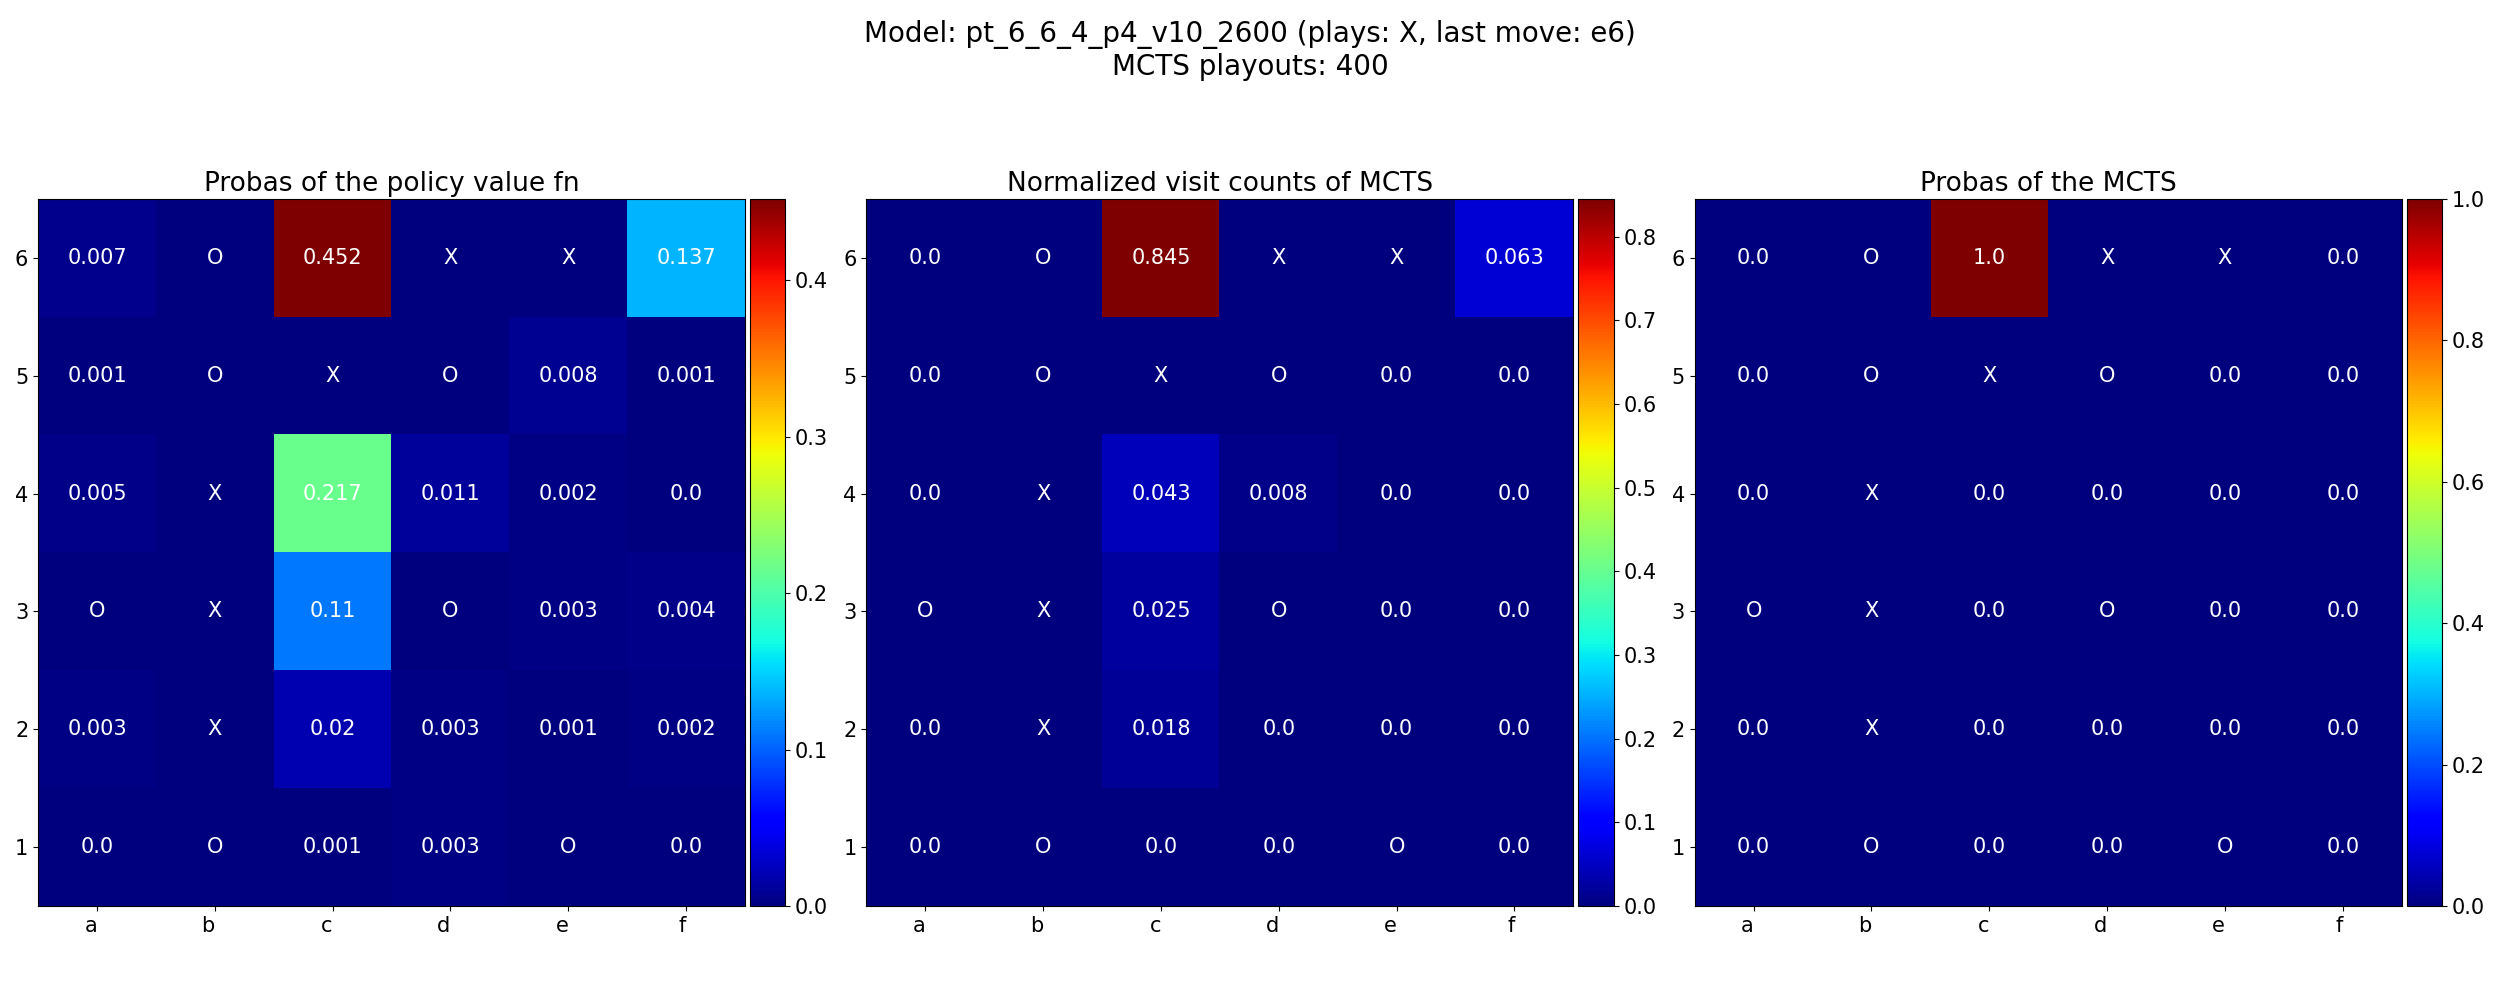 Model: pt_6_6_4_p4_v10_2600 (plays: X, last move: e6)
MCTS playouts: 400
Probas of the policy value fn
6 0.007 O 0.452 X X 0.137
5 0.001 O X O 0.008 0.001
4 0.005 X 0.217 0.011 0.002 0.0
3 O X 0.11 O 0.003 0.004
2 0.003 X 0.02 0.003 0.001 0.002
1 0.0 O 0.001 0.003 O 0.0
a b c d e f
0.4
0.3
0.2
0.1
0.0
Normalized visit counts of MCTS
6 0.0 O 0.845 X X 0.063
5 0.0 O X O 0.0 0.0
4 0.0 X 0.043 0.008 0.0 0.0
3 O X 0.025 O 0.0 0.0
2 0.0 X 0.018 0.0 0.0 0.0
1 0.0 O 0.0 0.0 O 0.0
a b c d e f
0.8
0.7
0.6
0.5
0.4
0.3
0.2
0.1
0.0
Probas of the MCTS
6 0.0 O 1.0 X X 0.0
5 0.0 O X O 0.0 0.0
4 0.0 X 0.0 0.0 0.0 0.0
3 O X 0.0 O 0.0 0.0
2 0.0 X 0.0 0.0 0.0 0.0
1 0.0 O 0.0 0.0 O 0.0
a b c d e f
1.0
0.8
0.6
0.4
0.2
0.0